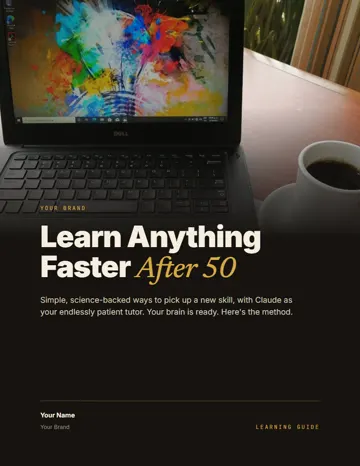 DELL
YOUR BRAND
Learn Anything
Faster After 50
Simple, science-backed ways to pick up a new skill, with Claude as
your endlessly patient tutor. Your brain is ready. Here's the method.
Your Name
Your Brand
LEARNING GUIDE